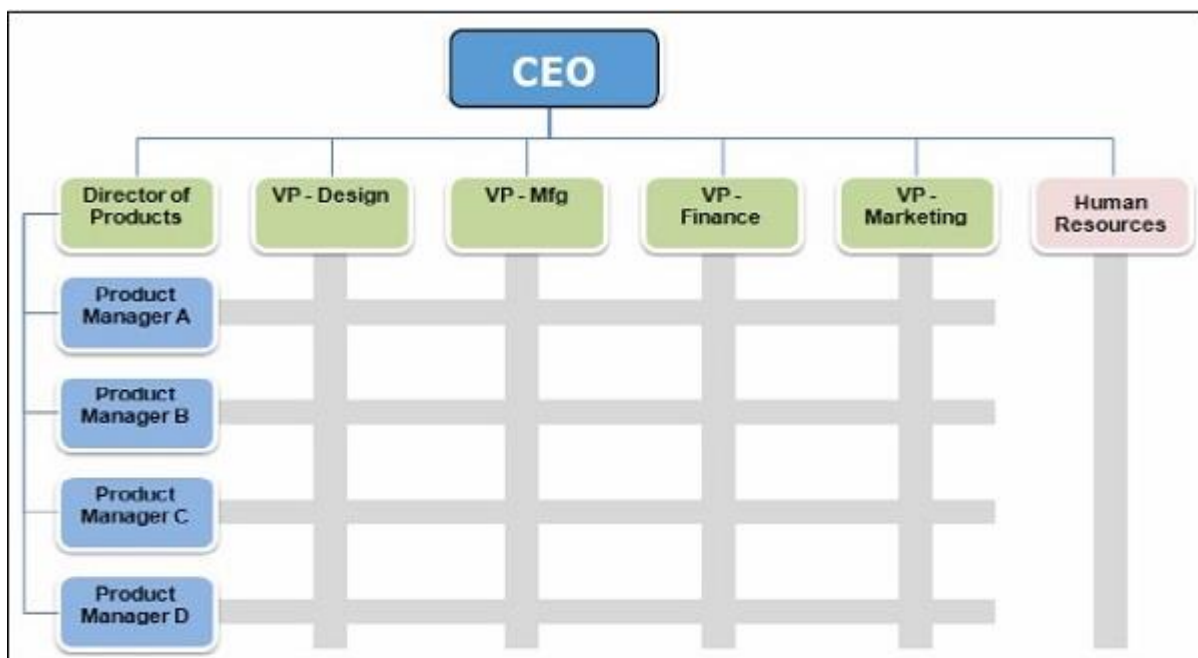 CEO
Director of
Products
VP - Design
VP - Mfg
VP -
Finance
VP -
Marketing
Human
Resources
Product
Manager A
Product
Manager B
Product
Manager C
Product
Manager D